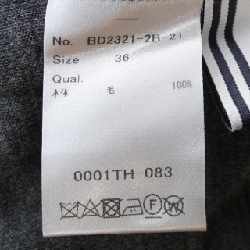 No. BD2321-2B-21
Size 36
Qual.
本体 毛 100%
0001TH 083